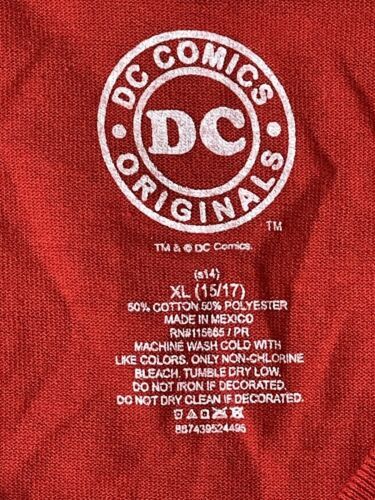 DC COMICS
DC
ORIGINALS
TM
TM & © DC Comics.
(s14)
XL (15/17)
50% COTTON 50% POLYESTER
MADE IN MEXICO
RN#115665 / PR
MACHINE WASH COLD WITH
LIKE COLORS. ONLY NON-CHLORINE
BLEACH. TUMBLE DRY LOW.
DO NOT IRON IF DECORATED.
DO NOT DRY CLEAN IF DECORATED.
887439524495